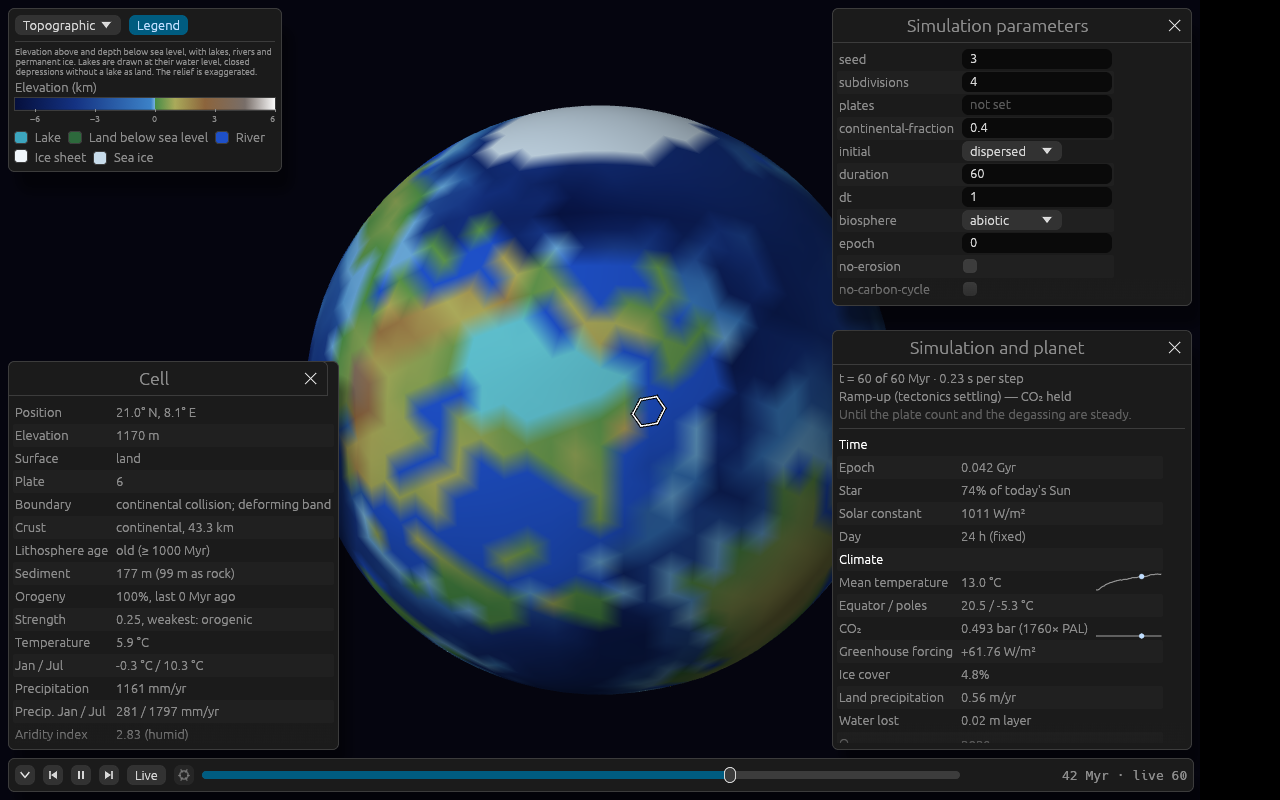 Topographic
Legend
Elevation above and depth below sea level, with lakes, rivers and
permanent ice. Lakes are drawn at their water level, closed
depressions without a lake as land. The relief is exaggerated.
Elevation (km)
−6 −3 0 3 6
Lake Land below sea level River
Ice sheet Sea ice
Simulation parameters
seed 3
subdivisions 4
plates not set
continental-fraction 0.4
initial dispersed
duration 60
dt 1
biosphere abiotic
epoch 0
no-erosion
no-carbon-cycle
Cell
Position 21.0° N, 8.1° E
Elevation 1170 m
Surface land
Plate 6
Boundary continental collision; deforming band
Crust continental, 43.3 km
Lithosphere age old (≥ 1000 Myr)
Sediment 177 m (99 m as rock)
Orogeny 100%, last 0 Myr ago
Strength 0.25, weakest: orogenic
Temperature 5.9 °C
Jan / Jul -0.3 °C / 10.3 °C
Precipitation 1161 mm/yr
Precip. Jan / Jul 281 / 1797 mm/yr
Aridity index 2.83 (humid)
Simulation and planet
t = 60 of 60 Myr · 0.23 s per step
Ramp-up (tectonics settling) — CO₂ held
Until the plate count and the degassing are steady.
Time
Epoch 0.042 Gyr
Star 74% of today's Sun
Solar constant 1011 W/m²
Day 24 h (fixed)
Climate
Mean temperature 13.0 °C
Equator / poles 20.5 / -5.3 °C
CO₂ 0.493 bar (1760× PAL)
Greenhouse forcing +61.76 W/m²
Ice cover 4.8%
Land precipitation 0.56 m/yr
Water lost 0.02 m layer
Live
42 Myr · live 60